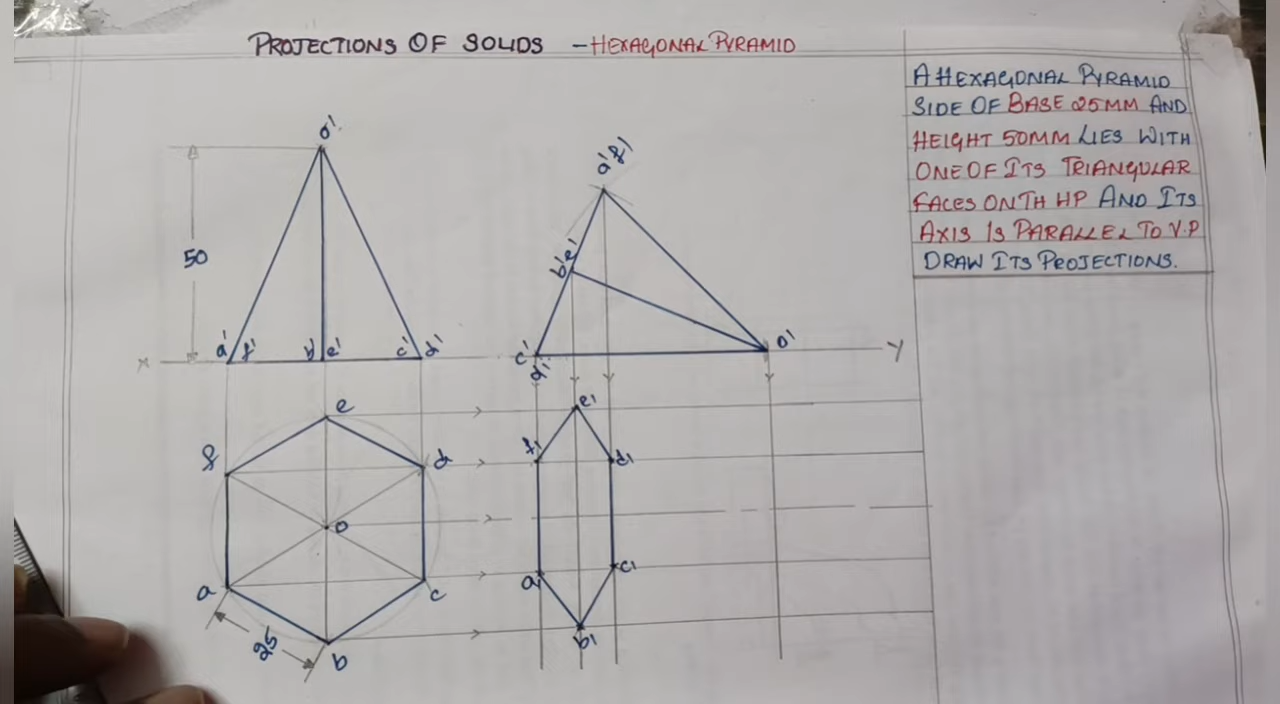 PROJECTIONS OF SOLIDS - HEXAGONAL PYRAMID
A HEXAGONAL PYRAMID
SIDE OF BASE 25MM AND
HEIGHT 50MM LIES WITH
ONE OF ITS TRIANGULAR
FACES ON TH HP AND ITS
AXIS IS PARALLEL TO V.P
DRAW ITS PROJECTIONS.
o'
a'f'
50
b'e'
a' f' b' e' c' d'
c' d'
o'
X
Y
e
e1
f
d
f1
d1
o
a
c
a1
c1
25
b
b1